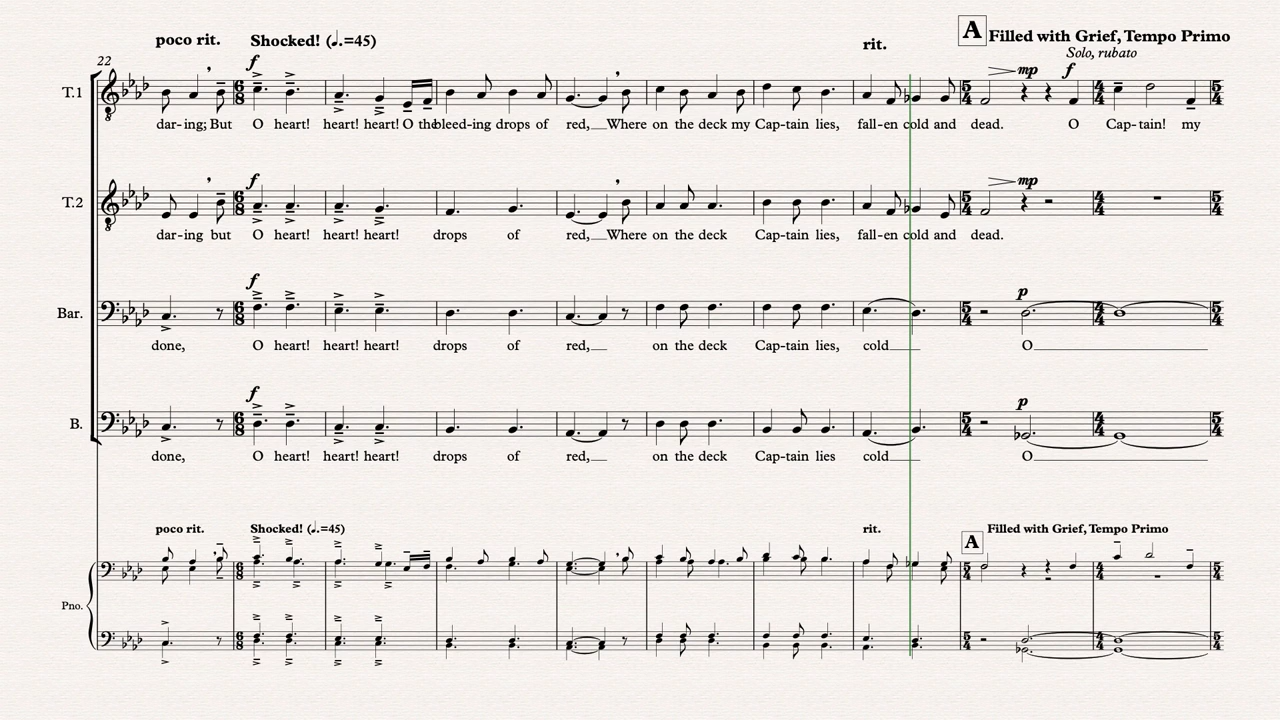 A
poco rit. Shocked! (♩.=45) rit. Filled with Grief, Tempo Primo
Solo, rubato
22
f mp f
T.1
dar-ing; But O heart! heart! heart! O the bleed-ing drops of red, Where on the deck my Cap-tain lies, fall-en cold and dead. O Cap-tain! my
f mp
T.2
dar-ing but O heart! heart! heart! drops of red, Where on the deck Cap-tain lies, fall-en cold and dead.
f p
Bar.
done, O heart! heart! heart! drops of red, on the deck Cap-tain lies, cold O
f p
B.
done, O heart! heart! heart! drops of red, on the deck Cap-tain lies cold O
poco rit. Shocked! (♩.=45) rit. Filled with Grief, Tempo Primo
A
Pno.